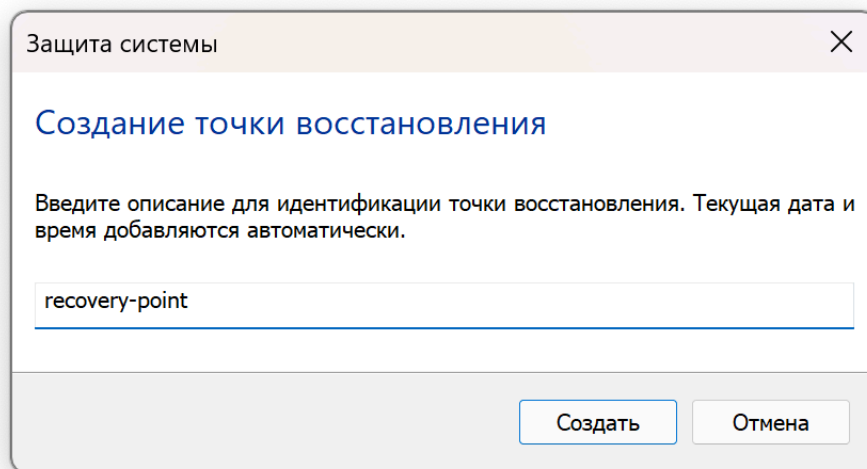 Защита системы
Создание точки восстановления
Введите описание для идентификации точки восстановления. Текущая дата и
время добавляются автоматически.
recovery-point
Создать
Отмена